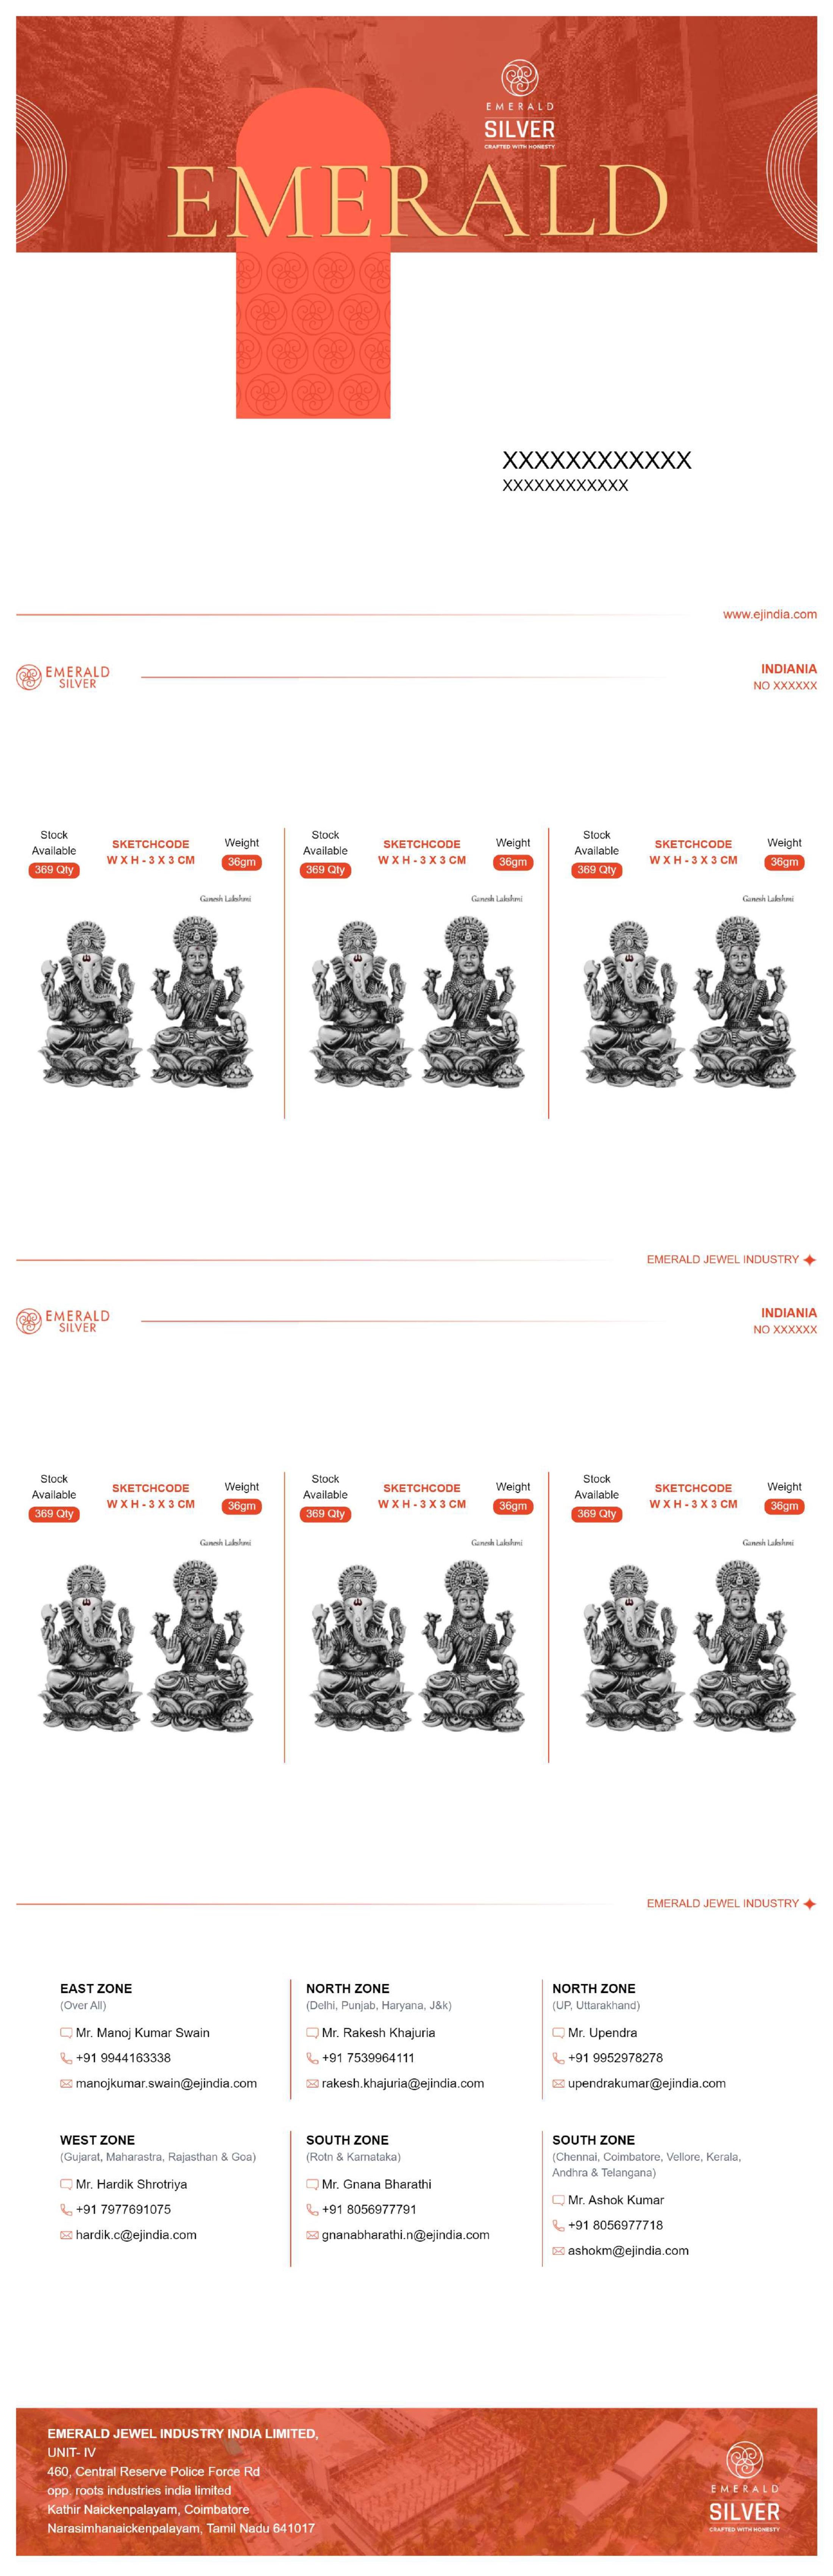 EMERALD
SILVER
CRAFTED WITH HONESTY
EMERALD
XXXXXXXXXXXX
XXXXXXXXXXXX
www.ejindia.com
EMERALD
SILVER
INDIANIA
NO XXXXXX
Stock
Available
369 Qty
SKETCHCODE
W X H - 3 X 3 CM
Weight
36gm
Ganesh Lakshmi
Stock
Available
369 Qty
SKETCHCODE
W X H - 3 X 3 CM
Weight
36gm
Ganesh Lakshmi
Stock
Available
369 Qty
SKETCHCODE
W X H - 3 X 3 CM
Weight
36gm
Ganesh Lakshmi
EMERALD JEWEL INDUSTRY
EMERALD
SILVER
INDIANIA
NO XXXXXX
Stock
Available
369 Qty
SKETCHCODE
W X H - 3 X 3 CM
Weight
36gm
Ganesh Lakshmi
Stock
Available
369 Qty
SKETCHCODE
W X H - 3 X 3 CM
Weight
36gm
Ganesh Lakshmi
Stock
Available
369 Qty
SKETCHCODE
W X H - 3 X 3 CM
Weight
36gm
Ganesh Lakshmi
EMERALD JEWEL INDUSTRY
EAST ZONE
(Over All)
Mr. Manoj Kumar Swain
+91 9944163338
manojkumar.swain@ejindia.com
NORTH ZONE
(Delhi, Punjab, Haryana, J&k)
Mr. Rakesh Khajuria
+91 7539964111
rakesh.khajuria@ejindia.com
NORTH ZONE
(UP, Uttarakhand)
Mr. Upendra
+91 9952978278
upendrakumar@ejindia.com
WEST ZONE
(Gujarat, Maharastra, Rajasthan & Goa)
Mr. Hardik Shrotriya
+91 7977691075
hardik.c@ejindia.com
SOUTH ZONE
(Rotn & Karnataka)
Mr. Gnana Bharathi
+91 8056977791
gnanabharathi.n@ejindia.com
SOUTH ZONE
(Chennai, Coimbatore, Vellore, Kerala,
Andhra & Telangana)
Mr. Ashok Kumar
+91 8056977718
ashokm@ejindia.com
EMERALD JEWEL INDUSTRY INDIA LIMITED,
UNIT- IV
460, Central Reserve Police Force Rd
opp. roots industries india limited
Kathir Naickenpalayam, Coimbatore
Narasimhanaickenpalayam, Tamil Nadu 641017
EMERALD
SILVER
CRAFTED WITH HONESTY